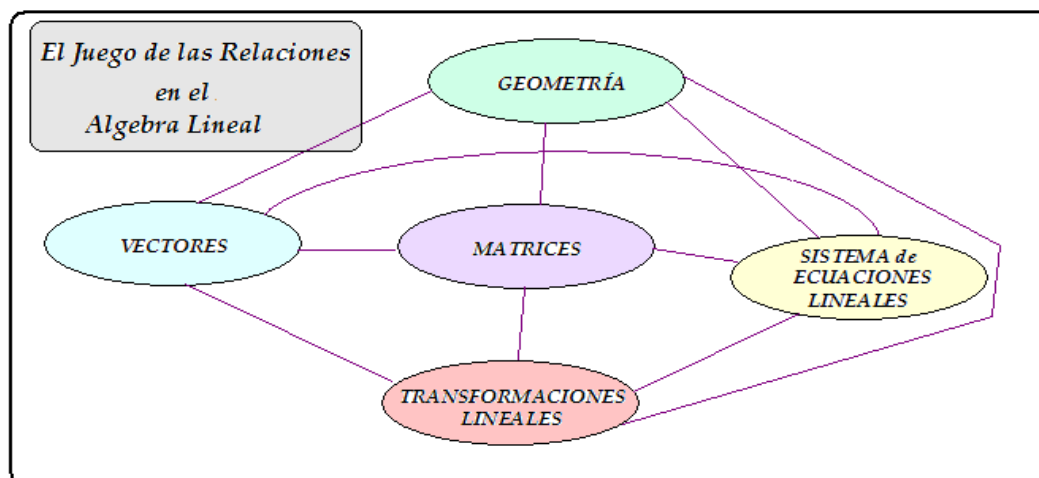 El Juego de las Relaciones
en el
Algebra Lineal
GEOMETRÍA
VECTORES
MATRICES
SISTEMA de
ECUACIONES
LINEALES
TRANSFORMACIONES
LINEALES